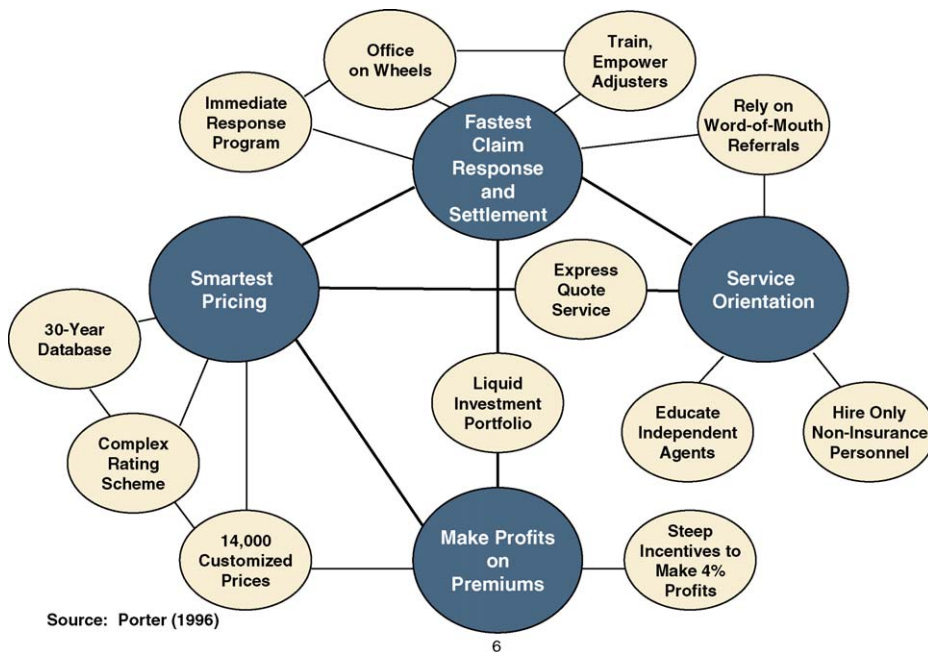 Office
on Wheels
Train,
Empower
Adjusters
Immediate
Response
Program
Fastest
Claim
Response
and
Settlement
Rely on
Word-of-Mouth
Referrals
Smartest
Pricing
Express
Quote
Service
Service
Orientation
30-Year
Database
Liquid
Investment
Portfolio
Educate
Independent
Agents
Hire Only
Non-Insurance
Personnel
Complex
Rating
Scheme
14,000
Customized
Prices
Make Profits
on
Premiums
Steep
Incentives to
Make 4%
Profits
Source: Porter (1996)
6